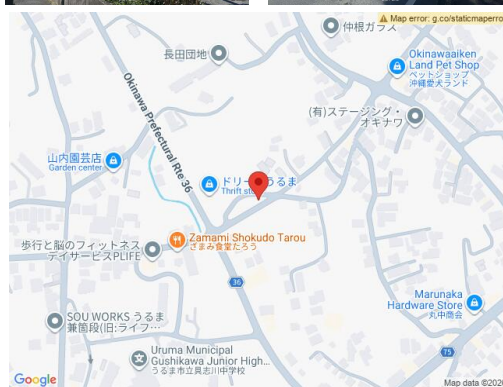 Map error: g.co/staticmaperro
仲根ガラス
長田団地
Okinawaaiken
Land Pet Shop
ペットショップ
沖縄愛犬ランド
Okinawa Prefectural Rte 36
(有)ステージング・
オキナワ
山内園芸店
Garden center
ドリー
うるま
Thrift st
Zamami Shokudo Tarou
ざまみ食堂たろう
歩行と脳のフィットネス
デイサービスPLIFE
36
Marunaka
Hardware Store
丸中商会
SOU WORKS うるま
兼箇段(旧:ライフ…
75
Uruma Municipal
Gushikawa Junior High...
うるま市立具志川中学校
Google
Map data ©202